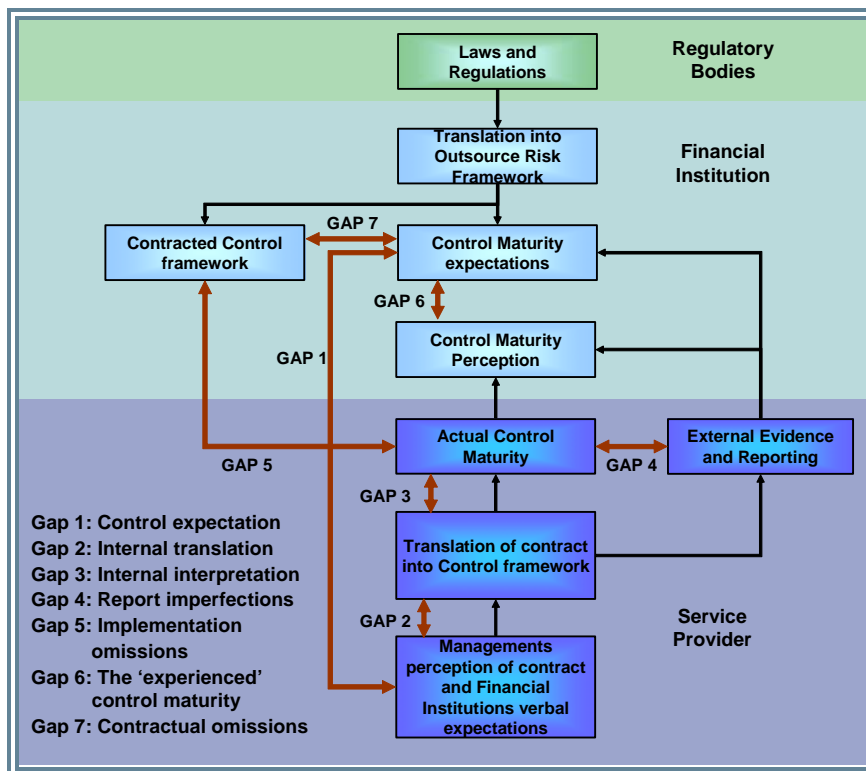 Laws and
Regulations
Regulatory
Bodies
Translation into
Outsource Risk
Framework
Financial
Institution
GAP 7
Contracted Control
framework
Control Maturity
expectations
GAP 6
GAP 1
Control Maturity
Perception
Actual Control
Maturity
External Evidence
and Reporting
GAP 5
GAP 4
GAP 3
Gap 1: Control expectation
Gap 2: Internal translation
Gap 3: Internal interpretation
Gap 4: Report imperfections
Gap 5: Implementation
omissions
Gap 6: The ‘experienced’
control maturity
Gap 7: Contractual omissions
Translation of contract
into Control framework
GAP 2
Service
Provider
Managements
perception of contract
and Financial
Institutions verbal
expectations